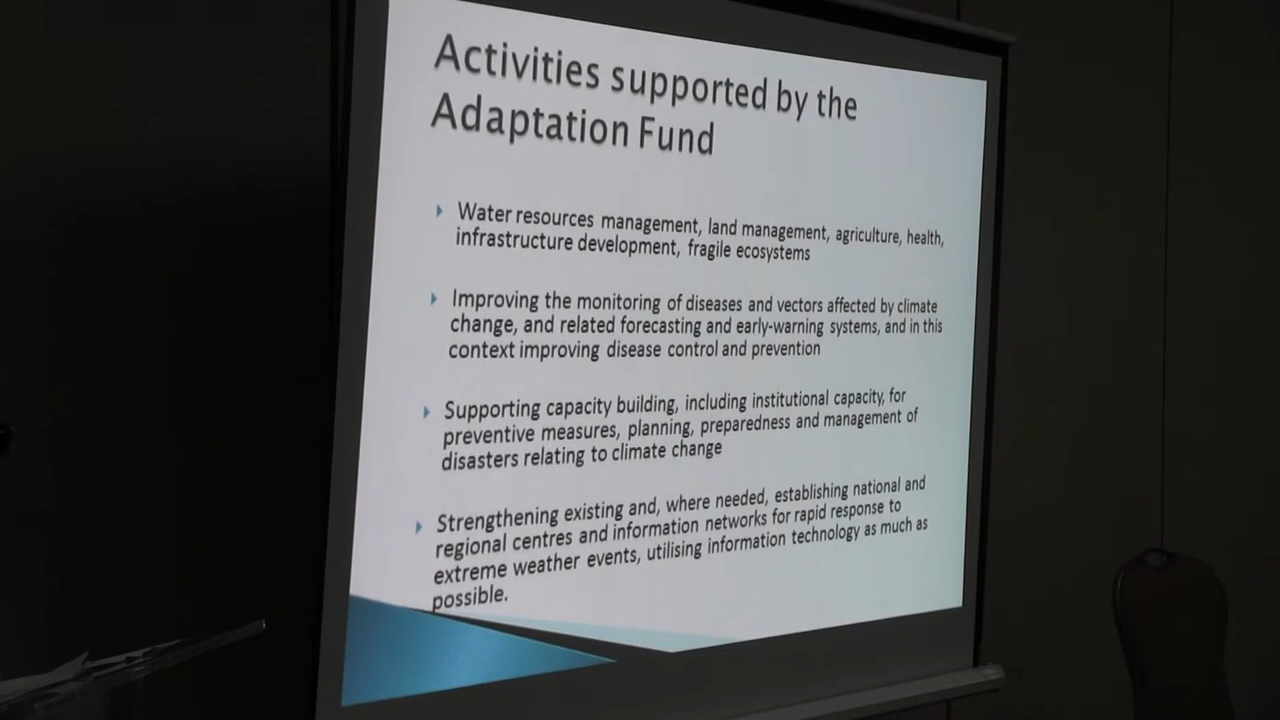 Activities supported by the
Adaptation Fund
Water resources management, land management, agriculture, health,
infrastructure development, fragile ecosystems
Improving the monitoring of diseases and vectors affected by climate
change, and related forecasting and early-warning systems, and in this
context improving disease control and prevention
Supporting capacity building, including institutional capacity, for
preventive measures, planning, preparedness and management of
disasters relating to climate change
Strengthening existing and, where needed, establishing national and
regional centres and information networks for rapid response to
extreme weather events, utilising information technology as much as
possible.